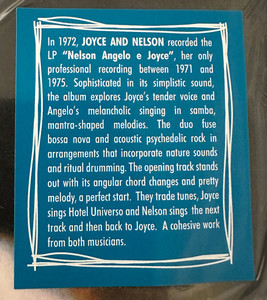 In 1972, JOYCE AND NELSON recorded the
LP "Nelson Angelo e Joyce", her only
professional recording between 1971 and
1975. Sophisticated in its simplistic sound,
the album explores Joyce's tender voice and
Angelo's melancholic singing in samba,
mantra-shaped melodies. The duo fuse
bossa nova and acoustic psychedelic rock in
arrangements that incorporate nature sounds
and ritual drumming. The opening track stands
out with its angular chord changes and pretty
melody, a perfect start. They trade tunes, Joyce
sings Hotel Universo and Nelson sings the next
track and then back to Joyce. A cohesive work
from both musicians.